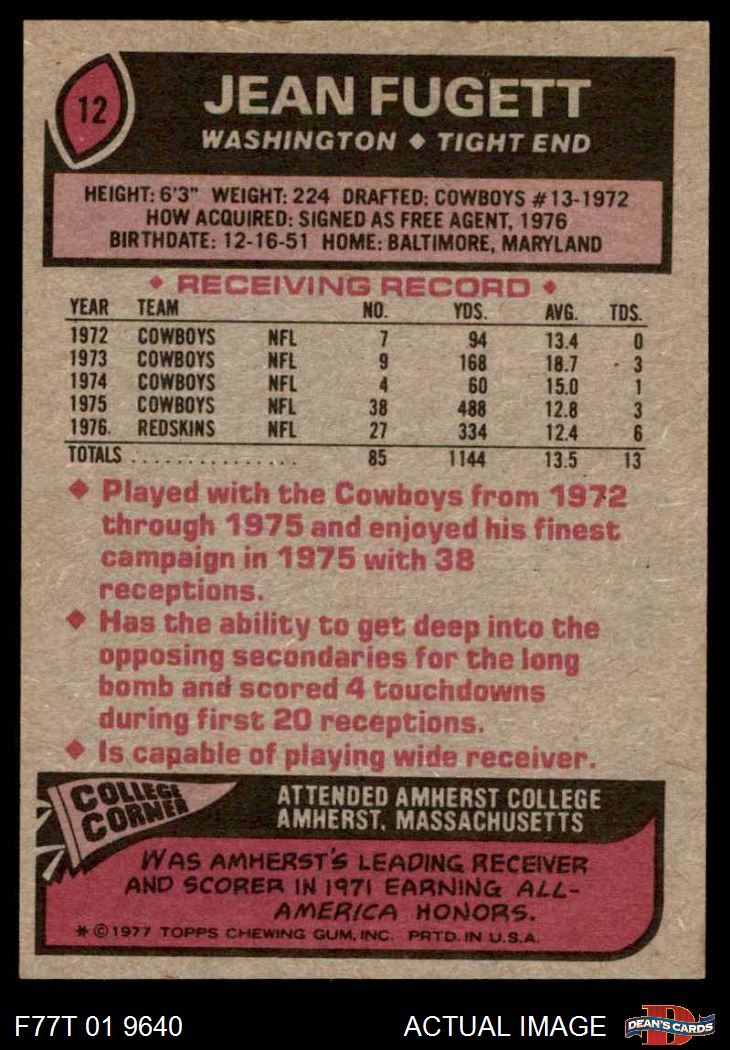 12
JEAN FUGETT
WASHINGTON ◆ TIGHT END
HEIGHT: 6'3" WEIGHT: 224 DRAFTED: COWBOYS #13-1972
HOW ACQUIRED: SIGNED AS FREE AGENT, 1976
BIRTHDATE: 12-16-51 HOME: BALTIMORE, MARYLAND
◆ RECEIVING RECORD ◆
YEAR TEAM NO. YDS. AVG. TDS.
1972 COWBOYS NFL 7 94 13.4 0
1973 COWBOYS NFL 9 168 18.7 3
1974 COWBOYS NFL 4 60 15.0 1
1975 COWBOYS NFL 38 488 12.8 3
1976. REDSKINS NFL 27 334 12.4 6
TOTALS ................ 85 1144 13.5 13
◆ Played with the Cowboys from 1972
through 1975 and enjoyed his finest
campaign in 1975 with 38
receptions.
◆ Has the ability to get deep into the
opposing secondaries for the long
bomb and scored 4 touchdowns
during first 20 receptions.
◆ Is capable of playing wide receiver.
COLLEGE
CORNER
ATTENDED AMHERST COLLEGE
AMHERST, MASSACHUSETTS
WAS AMHERST'S LEADING RECEIVER
AND SCORER IN 1971 EARNING ALL-
AMERICA HONORS.
* © 1977 TOPPS CHEWING GUM, INC. PRTD. IN U.S.A.
F77T 01 9640 ACTUAL IMAGE
D
DEAN'S CARDS